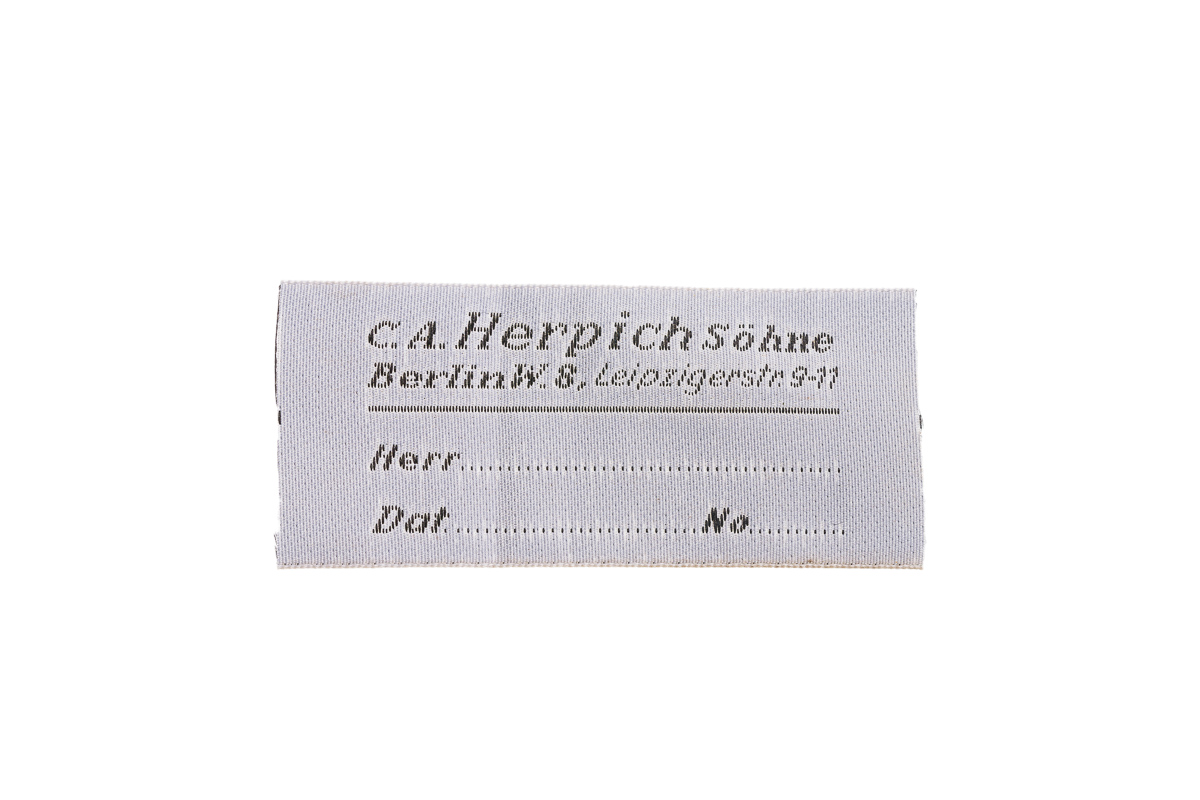 C.A. Herpich Söhne
Berlin W. 8, Leipzigerstr. 9-11
Herr
Dat. No.